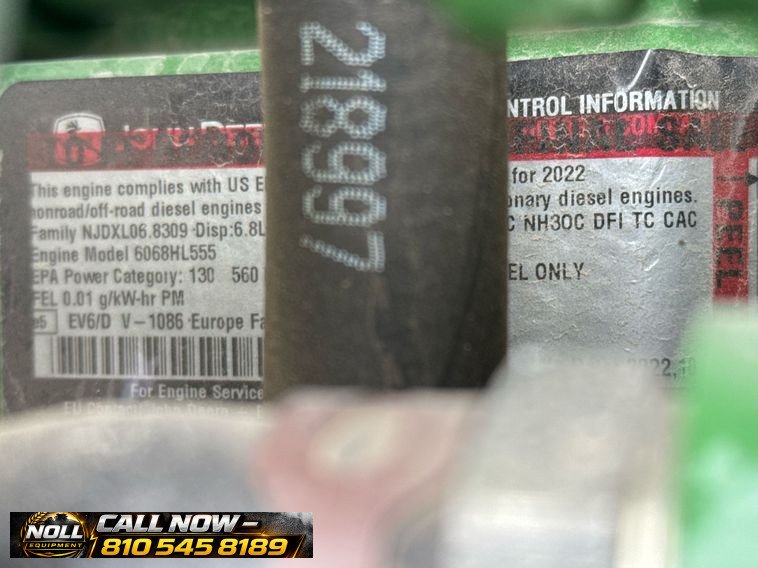 218997
NTROL INFORMATION
This engine complies with US E
for 2022
nonroad/off-road diesel engines
onary diesel engines.
Family NJDXL06.8309 Disp:6.8L
C NH30C DFI TC CAC
Engine Model 6068HL555
EPA Power Category: 130 560
EL ONLY
FEL 0.01 g/kW-hr PM
e5 EV6/D V-1086 Europe Fa
2022,
For Engine Service
PEEL
NOLL
EQUIPMENT
CALL NOW –
810 545 8189